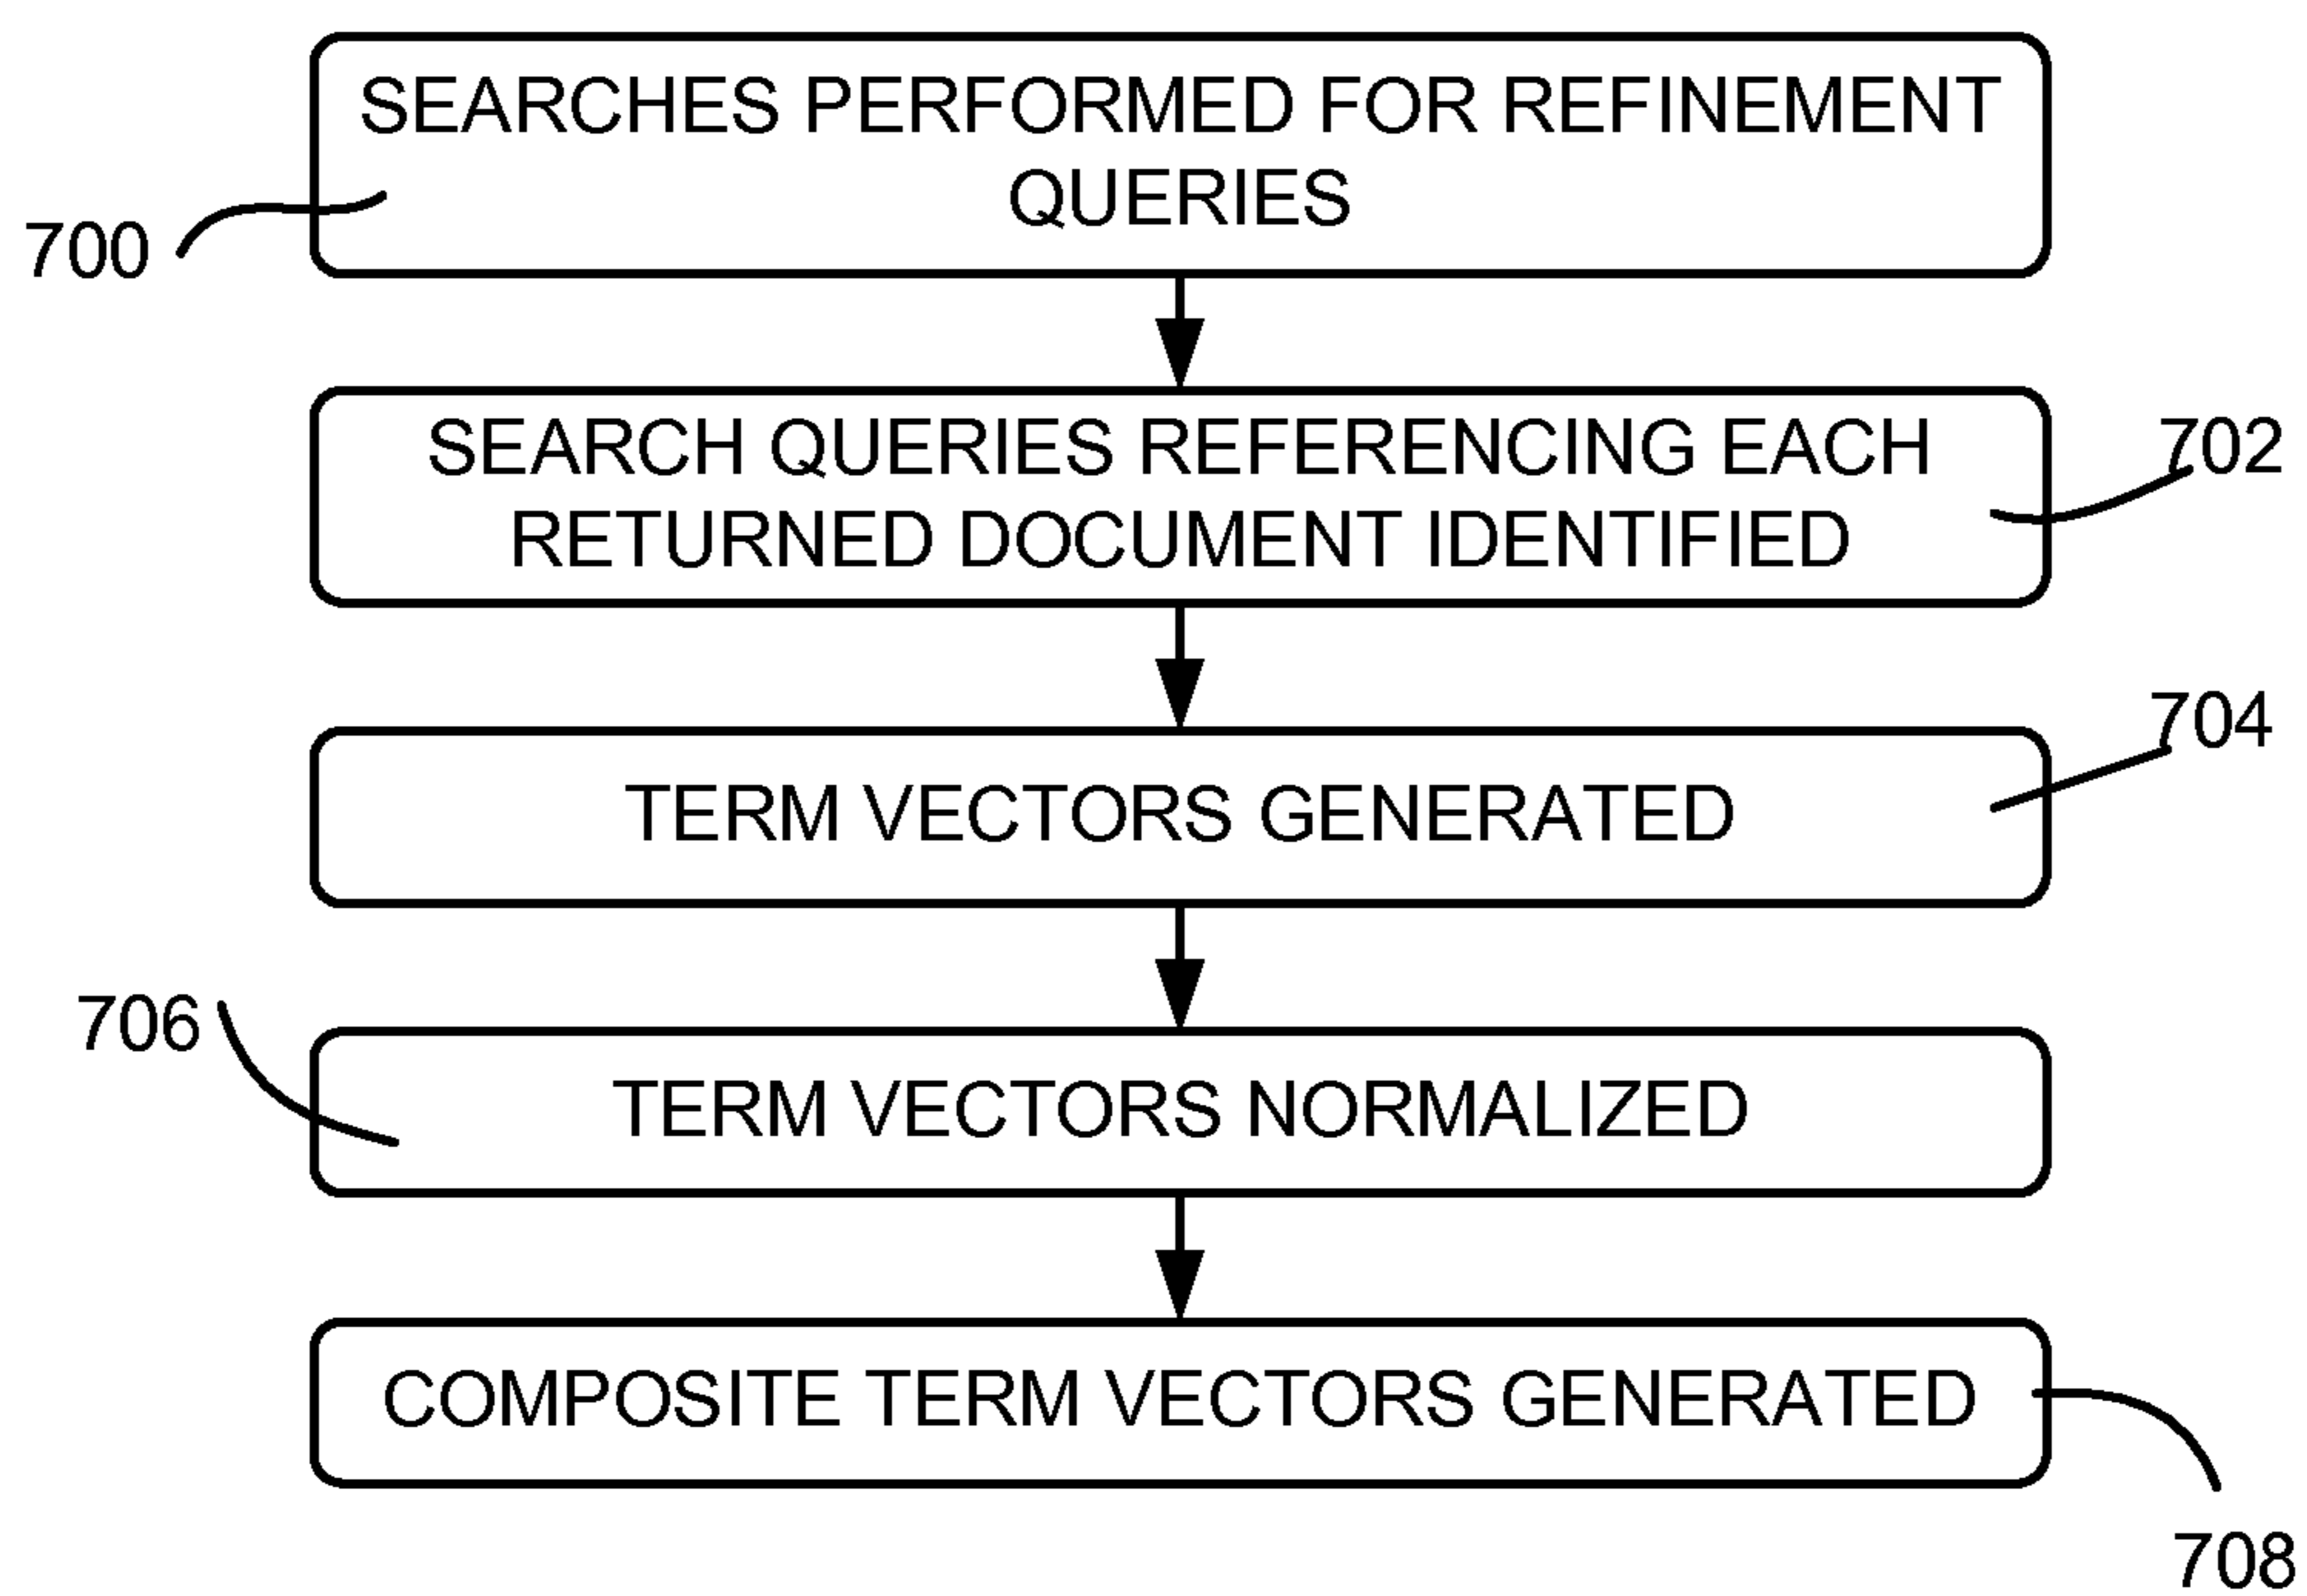 SEARCHES PERFORMED FOR REFINEMENT
QUERIES
700
SEARCH QUERIES REFERENCING EACH
RETURNED DOCUMENT IDENTIFIED
702
704
TERM VECTORS GENERATED
706
TERM VECTORS NORMALIZED
COMPOSITE TERM VECTORS GENERATED
708